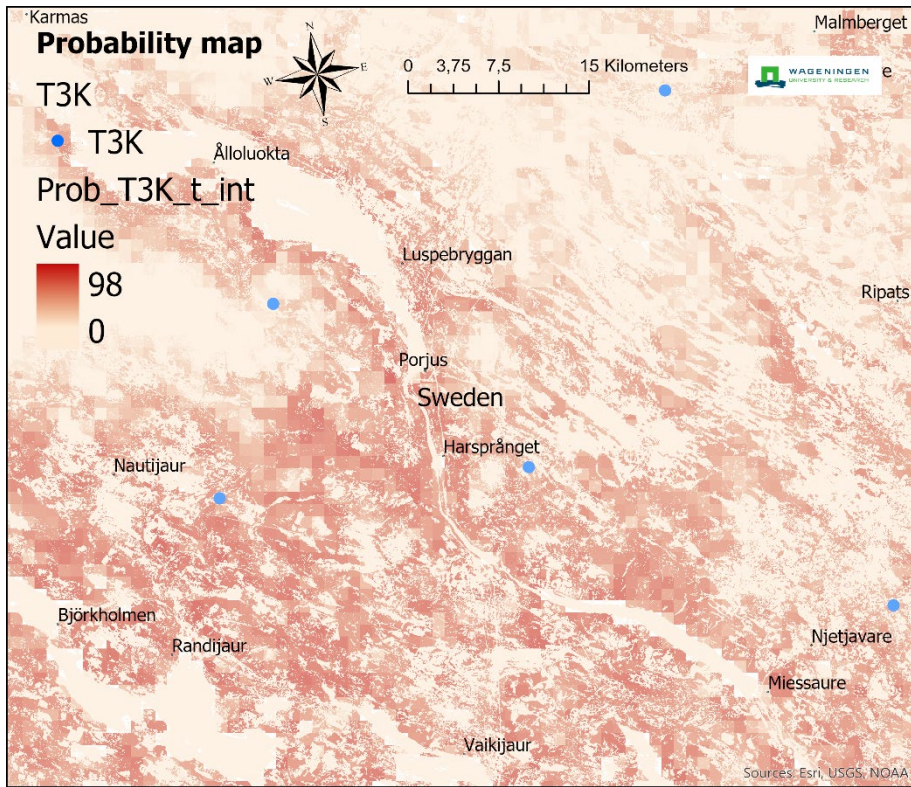 Karmas
Malmberget
Probability map
N
W E
S
0 3,75 7,5 15 Kilometers
WAGENINGEN
UNIVERSITY & RESEARCH
e
T3K
T3K
Ålloluokta
Prob_T3K_t_int
Value
98
0
Luspebryggan
Ripats
Porjus
Sweden
Harsprånget
Nautijaur
Björkholmen
Randijaur
Njetjavare
Miessaure
Vaikijaur
Sources: Esri, USGS, NOAA